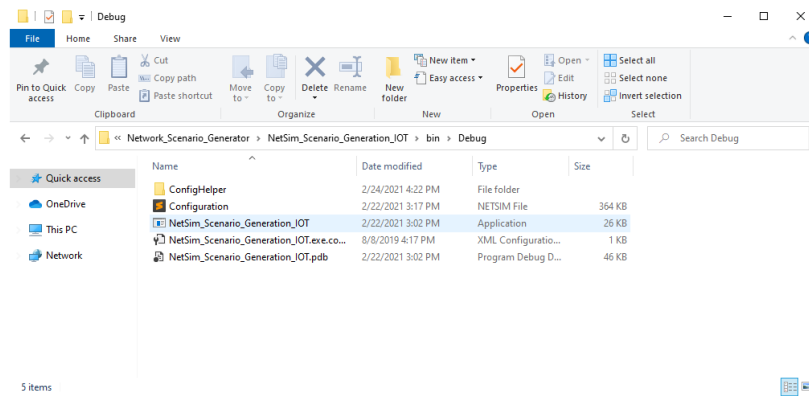 Debug
File Home Share View
Pin to Quick access
Copy
Paste
Cut
Copy path
Paste shortcut
Clipboard
Move to
Copy to
Delete
Rename
Organize
New folder
New item
Easy access
New
Properties
Open
Edit
History
Open
Select all
Select none
Invert selection
Select
« Network_Scenario_Generator > NetSim_Scenario_Generation_IOT > bin > Debug
Search Debug
Quick access
OneDrive
This PC
Network
Name Date modified Type Size
ConfigHelper 2/24/2021 4:22 PM File folder
Configuration 2/22/2021 3:17 PM NETSIM File 364 KB
NetSim_Scenario_Generation_IOT 2/22/2021 3:02 PM Application 26 KB
NetSim_Scenario_Generation_IOT.exe.co... 8/8/2019 4:17 PM XML Configuratio... 1 KB
NetSim_Scenario_Generation_IOT.pdb 2/22/2021 3:02 PM Program Debug D... 46 KB
5 items